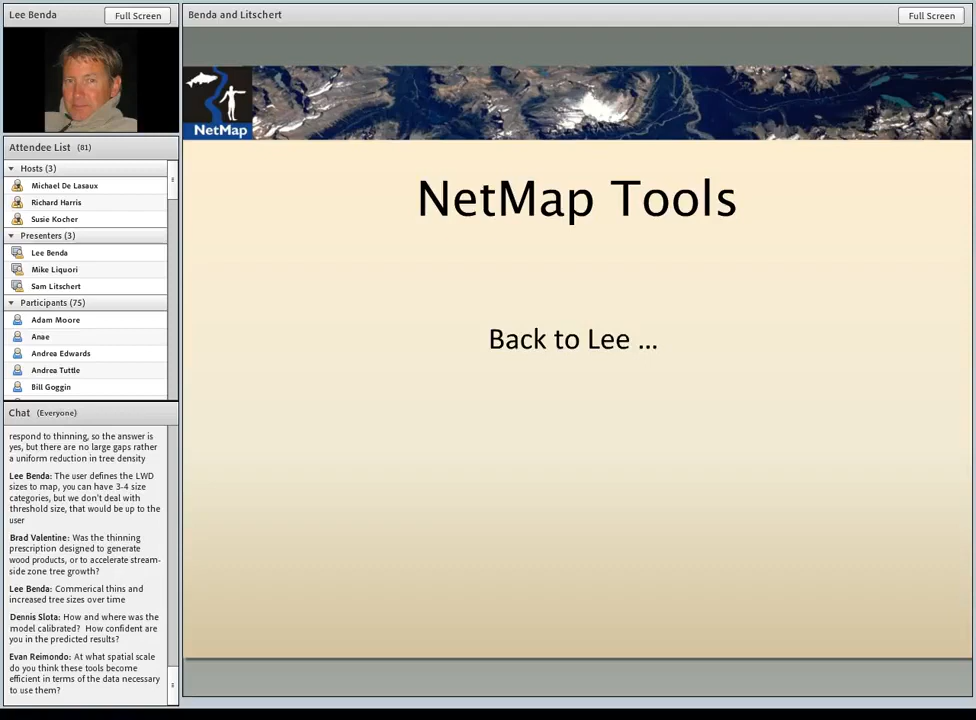 Lee Benda
Full Screen
Benda and Litschert
Full Screen
NetMap
Attendee List (81)
Hosts (3)
Michael De Lasaux
Richard Harris
Susie Kocher
Presenters (3)
Lee Benda
Mike Liquori
Sam Litschert
Participants (75)
Adam Moore
Anae
Andrea Edwards
Andrea Tuttle
Bill Goggin
Chat (Everyone)
respond to thinning, so the answer is
yes, but there are no large gaps rather
a uniform reduction in tree density
Lee Benda: The user defines the LWD
sizes to map, you can have 3-4 size
categories, but we don't deal with
threshold size, that would be up to the
user
Brad Valentine: Was the thinning
prescription designed to generate
wood products, or to accelerate stream-
side zone tree growth?
Lee Benda: Commerical thins and
increased tree sizes over time
Dennis Slota: How and where was the
model calibrated? How confident are
you in the predicted results?
Evan Reimondo: At what spatial scale
do you think these tools become
efficient in terms of the data necessary
to use them?
NetMap Tools
Back to Lee ...